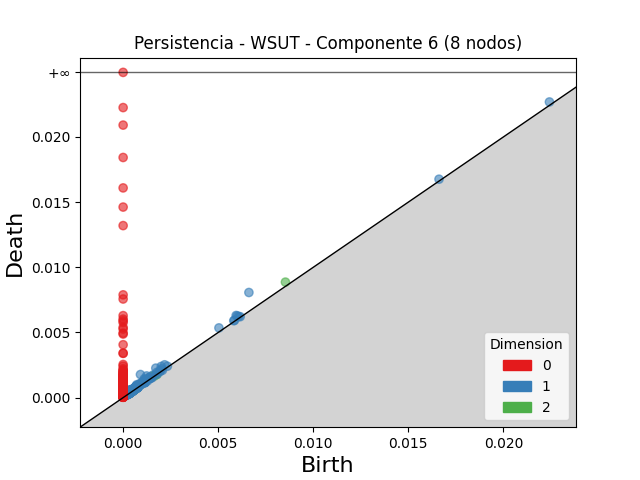 Persistencia - WSUT - Componente 6 (8 nodos)
+∞
0.020
0.015
0.010
0.005
0.000
Death
0.000 0.005 0.010 0.015 0.020
Birth
Dimension
0
1
2